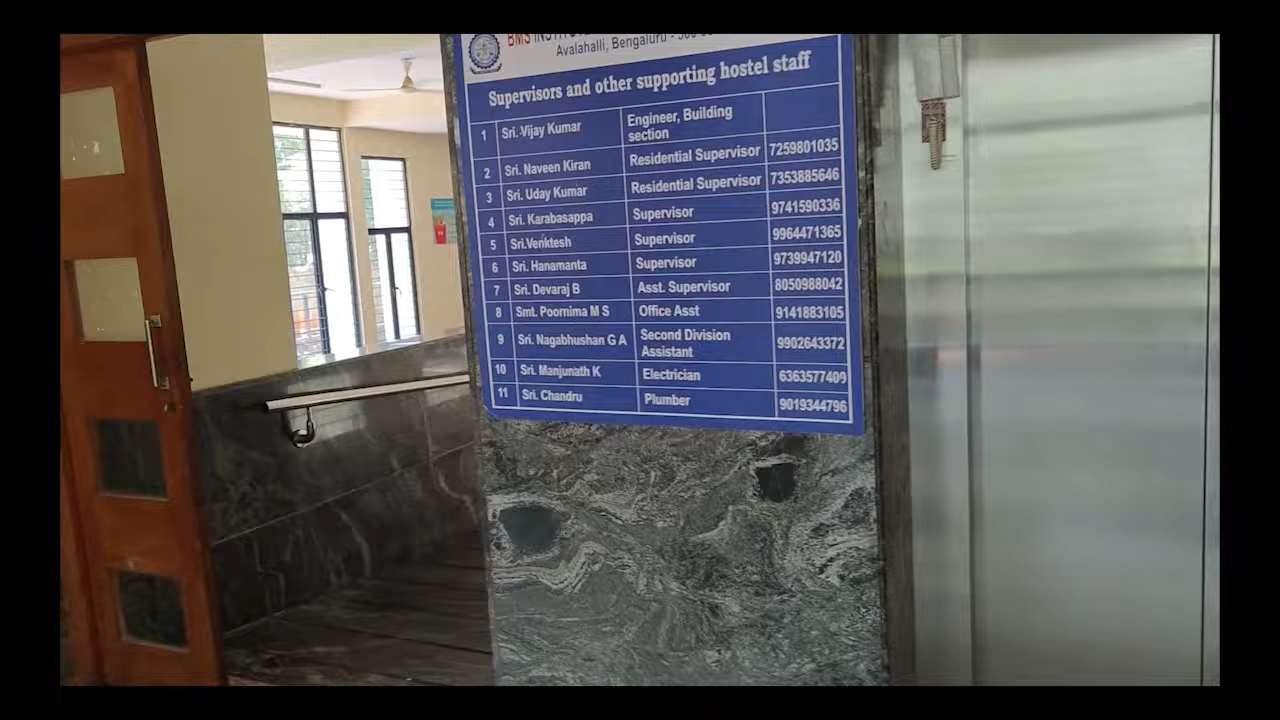 BMS
Avalahalli, Bengaluru -
Supervisors and other supporting hostel staff
1 Sri. Vijay Kumar Engineer, Building section
2 Sri. Naveen Kiran Residential Supervisor 7259801035
3 Sri. Uday Kumar Residential Supervisor 7353885646
4 Sri. Karabasappa Supervisor 9741590336
5 Sri.Venktesh Supervisor 9964471365
6 Sri. Hanamanta Supervisor 9739947120
7 Sri. Devaraj B Asst. Supervisor 8050988042
8 Smt. Poornima M S Office Asst 9141883105
9 Sri. Nagabhushan G A Second Division Assistant 9902643372
10 Sri. Manjunath K Electrician 6363577409
11 Sri. Chandru Plumber 9019344796